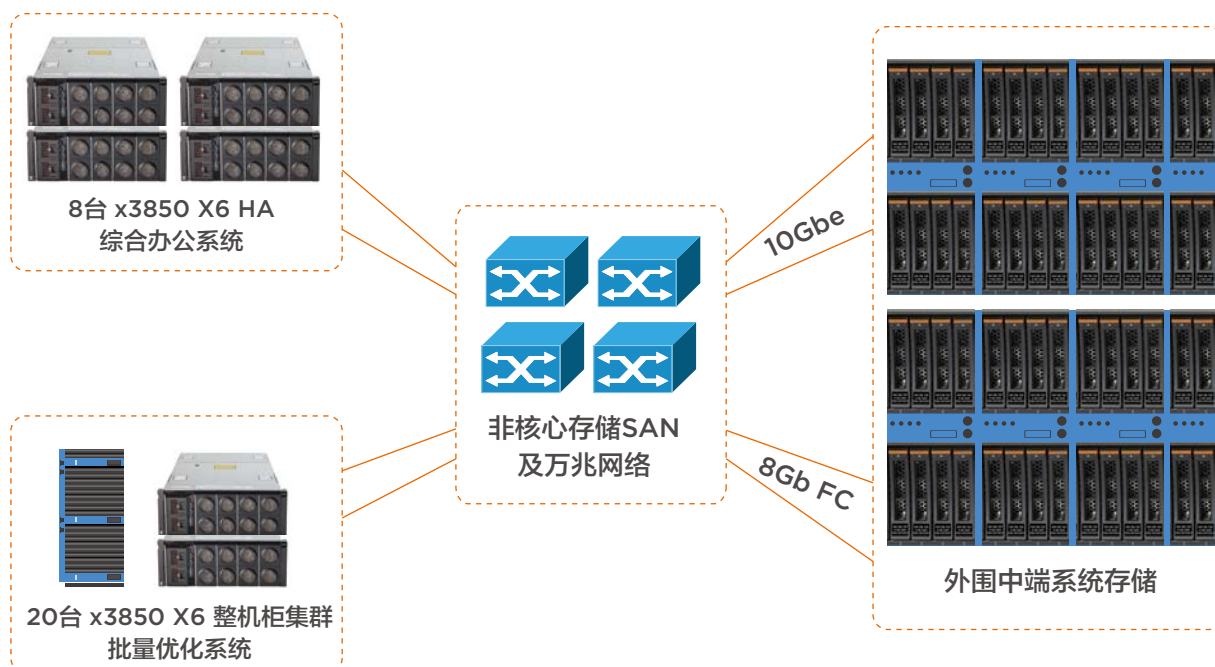 8台 x3850 X6 HA
综合办公系统
20台 x3850 X6 整机柜集群
批量优化系统
非核心存储SAN
及万兆网络
10Gbe
8Gb FC
外围中端系统存储